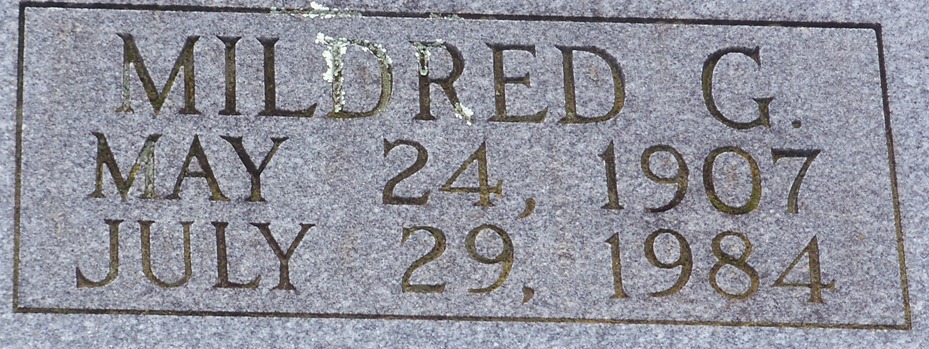 MILDRED G.
MAY 24, 1907
JULY 29, 1984